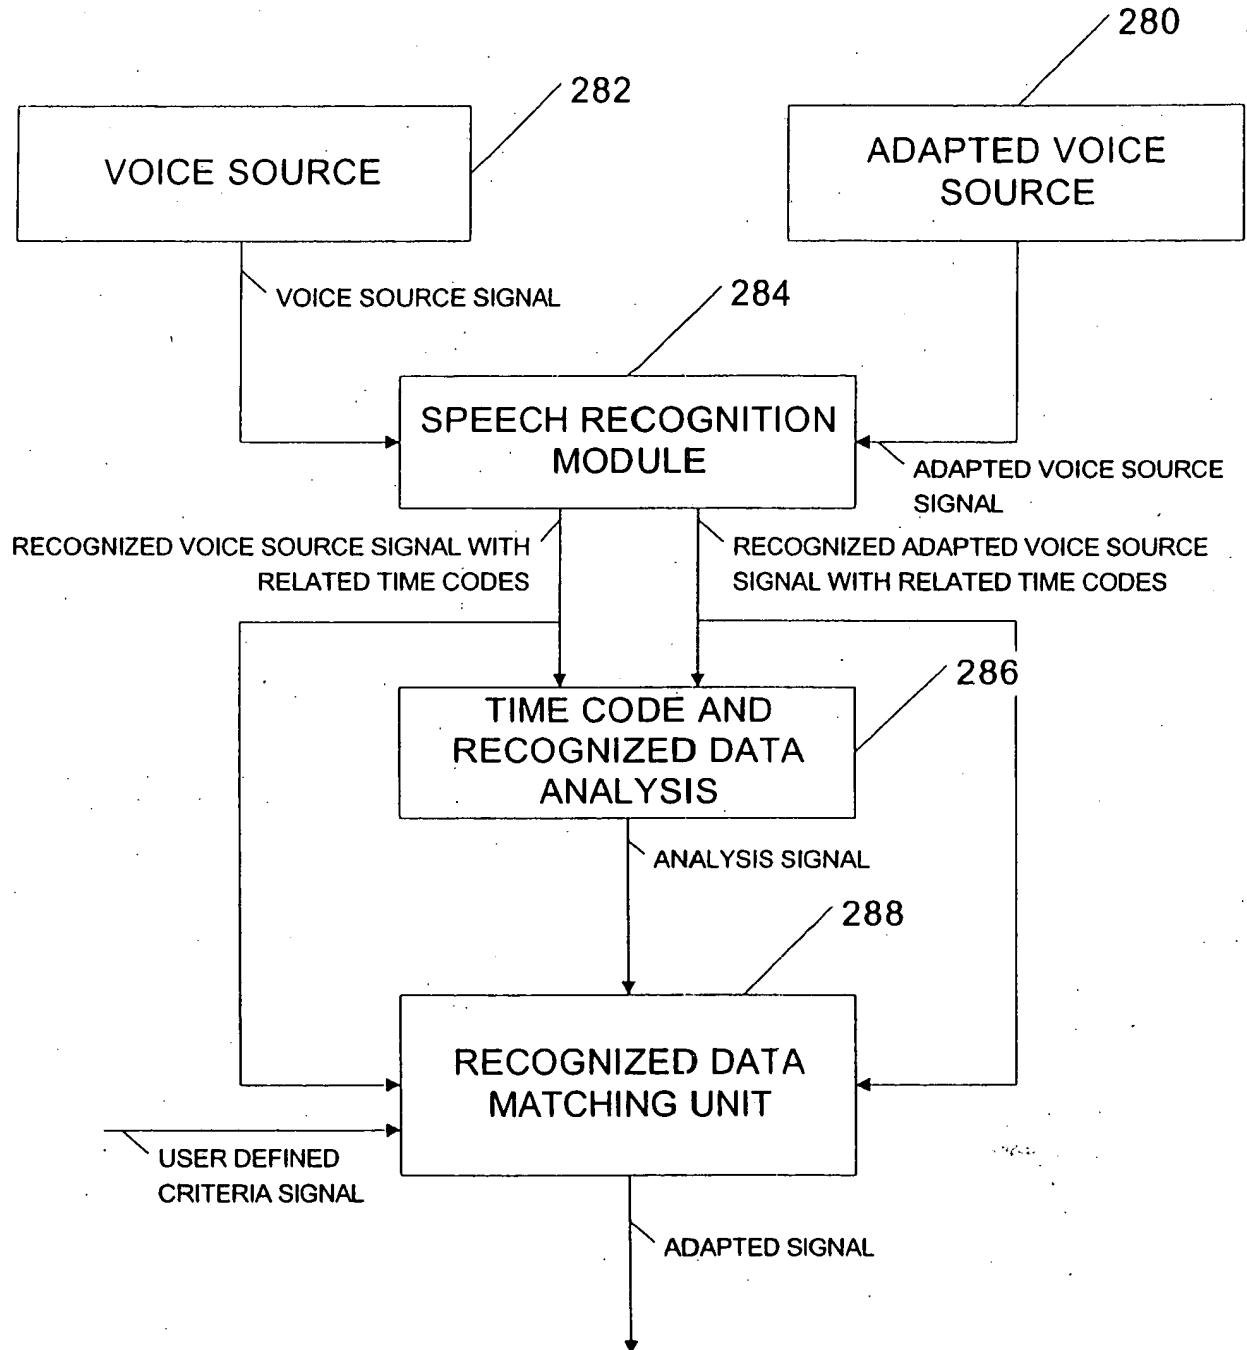 280
282
VOICE SOURCE
ADAPTED VOICE
SOURCE
VOICE SOURCE SIGNAL
284
SPEECH RECOGNITION
MODULE
ADAPTED VOICE SOURCE
SIGNAL
RECOGNIZED VOICE SOURCE SIGNAL WITH
RELATED TIME CODES
RECOGNIZED ADAPTED VOICE SOURCE
SIGNAL WITH RELATED TIME CODES
286
TIME CODE AND
RECOGNIZED DATA
ANALYSIS
ANALYSIS SIGNAL
288
RECOGNIZED DATA
MATCHING UNIT
USER DEFINED
CRITERIA SIGNAL
ADAPTED SIGNAL